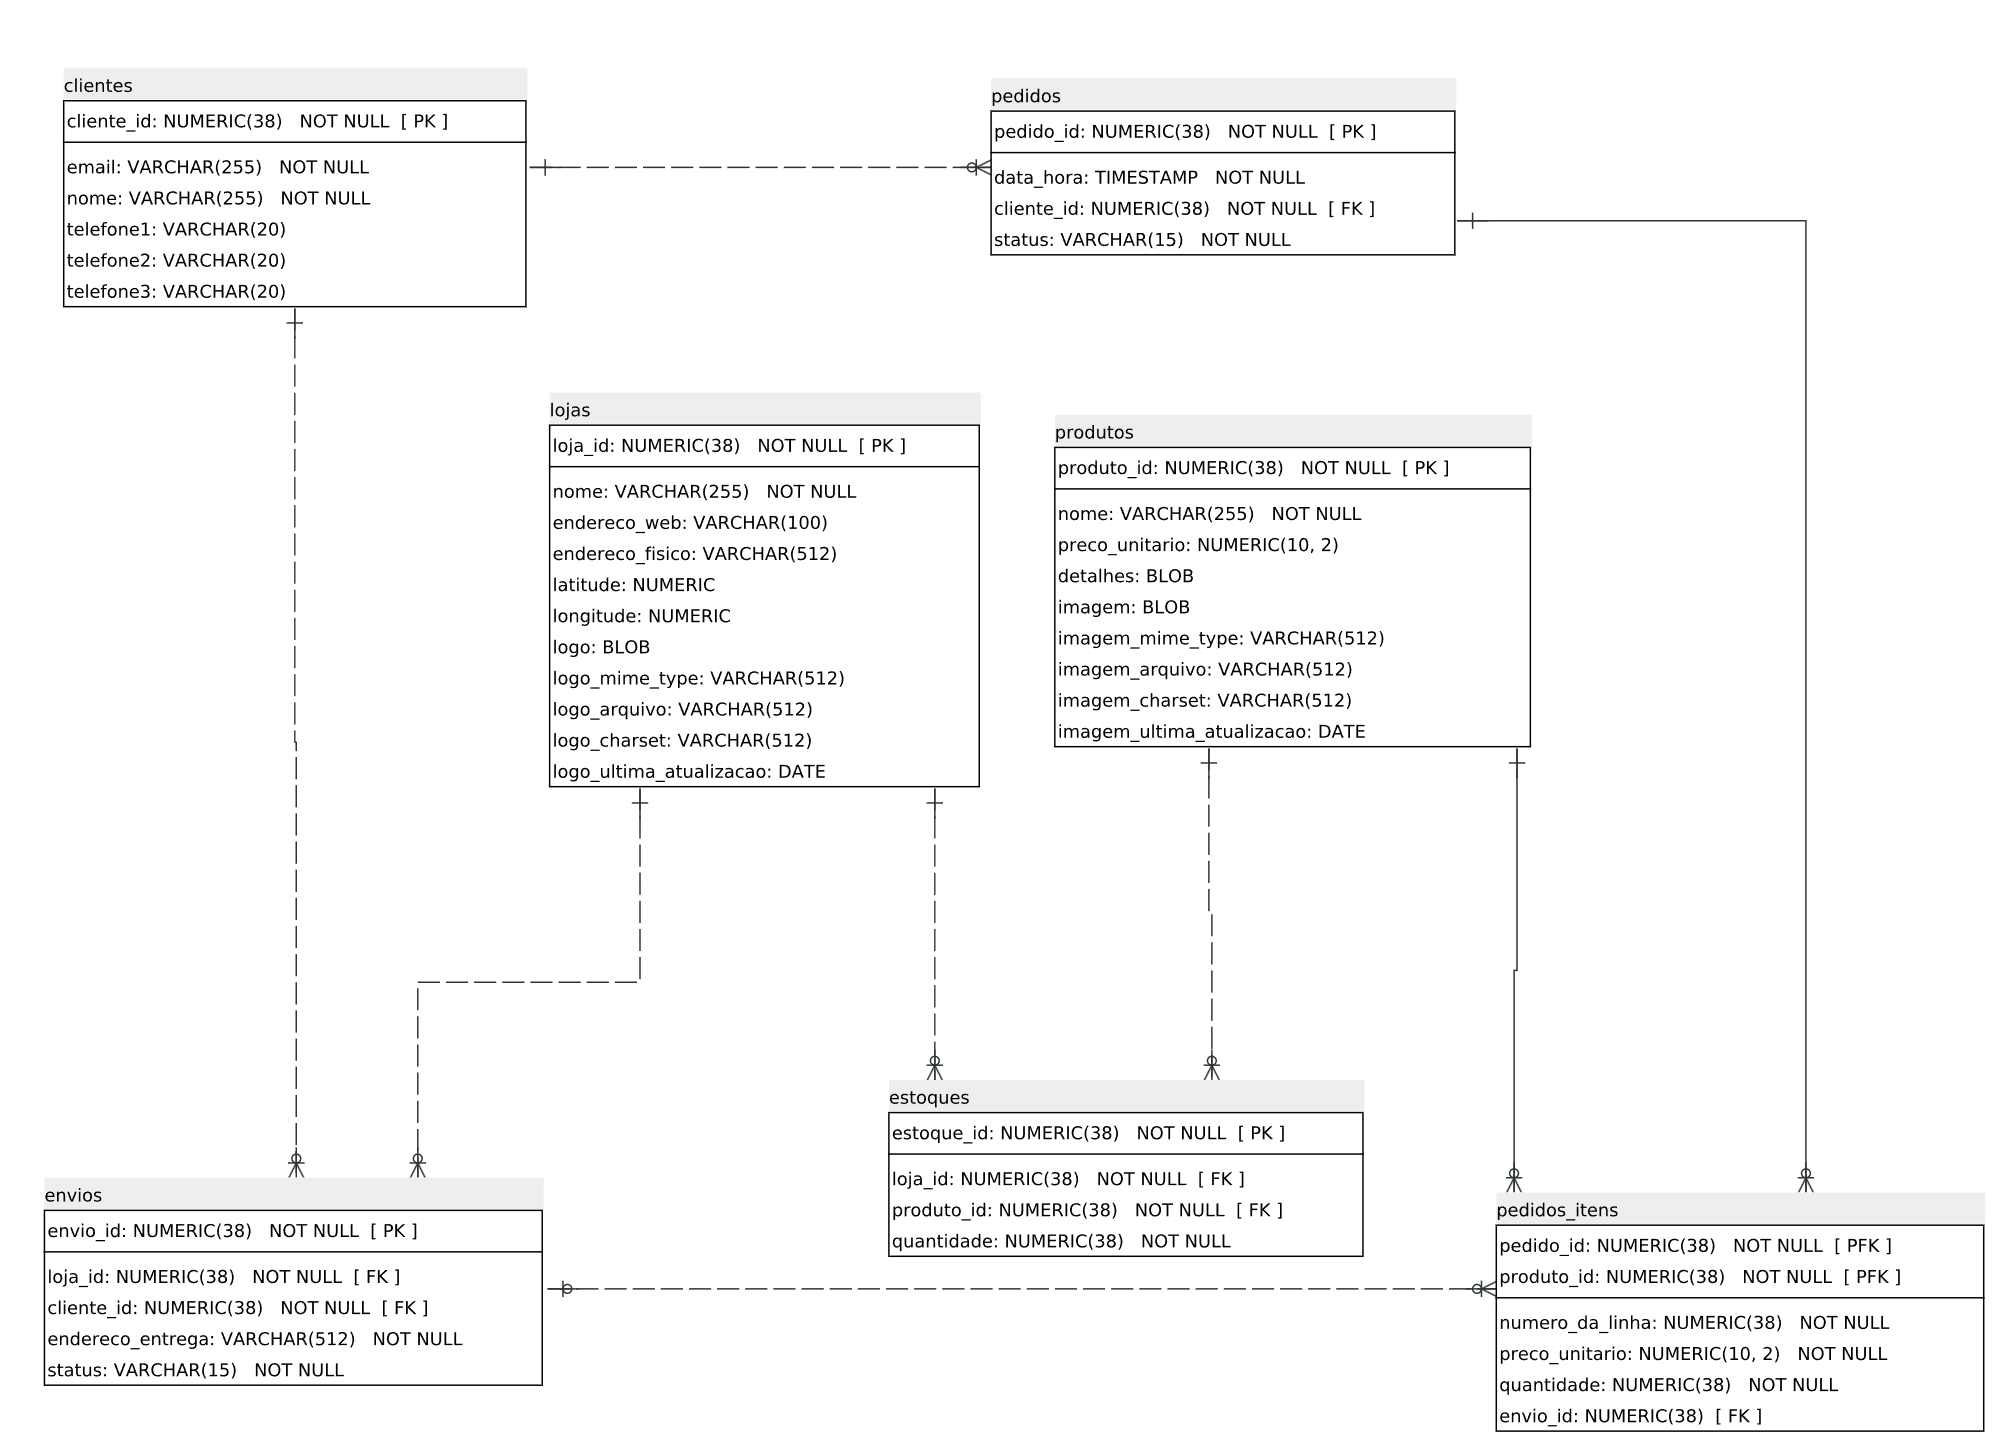 clientes
cliente_id: NUMERIC(38)   NOT NULL  [ PK ]
email: VARCHAR(255)   NOT NULL
nome: VARCHAR(255)   NOT NULL
telefone1: VARCHAR(20)
telefone2: VARCHAR(20)
telefone3: VARCHAR(20)
pedidos
pedido_id: NUMERIC(38)   NOT NULL  [ PK ]
data_hora: TIMESTAMP   NOT NULL
cliente_id: NUMERIC(38)   NOT NULL  [ FK ]
status: VARCHAR(15)   NOT NULL
lojas
loja_id: NUMERIC(38)   NOT NULL  [ PK ]
nome: VARCHAR(255)   NOT NULL
endereco_web: VARCHAR(100)
endereco_fisico: VARCHAR(512)
latitude: NUMERIC
longitude: NUMERIC
logo: BLOB
logo_mime_type: VARCHAR(512)
logo_arquivo: VARCHAR(512)
logo_charset: VARCHAR(512)
logo_ultima_atualizacao: DATE
produtos
produto_id: NUMERIC(38)   NOT NULL  [ PK ]
nome: VARCHAR(255)   NOT NULL
preco_unitario: NUMERIC(10, 2)
detalhes: BLOB
imagem: BLOB
imagem_mime_type: VARCHAR(512)
imagem_arquivo: VARCHAR(512)
imagem_charset: VARCHAR(512)
imagem_ultima_atualizacao: DATE
envios
envio_id: NUMERIC(38)   NOT NULL  [ PK ]
loja_id: NUMERIC(38)   NOT NULL  [ FK ]
cliente_id: NUMERIC(38)   NOT NULL  [ FK ]
endereco_entrega: VARCHAR(512)   NOT NULL
status: VARCHAR(15)   NOT NULL
estoques
estoque_id: NUMERIC(38)   NOT NULL  [ PK ]
loja_id: NUMERIC(38)   NOT NULL  [ FK ]
produto_id: NUMERIC(38)   NOT NULL  [ FK ]
quantidade: NUMERIC(38)   NOT NULL
pedidos_itens
pedido_id: NUMERIC(38)   NOT NULL  [ PFK ]
produto_id: NUMERIC(38)   NOT NULL  [ PFK ]
numero_da_linha: NUMERIC(38)   NOT NULL
preco_unitario: NUMERIC(10, 2)   NOT NULL
quantidade: NUMERIC(38)   NOT NULL
envio_id: NUMERIC(38)  [ FK ]